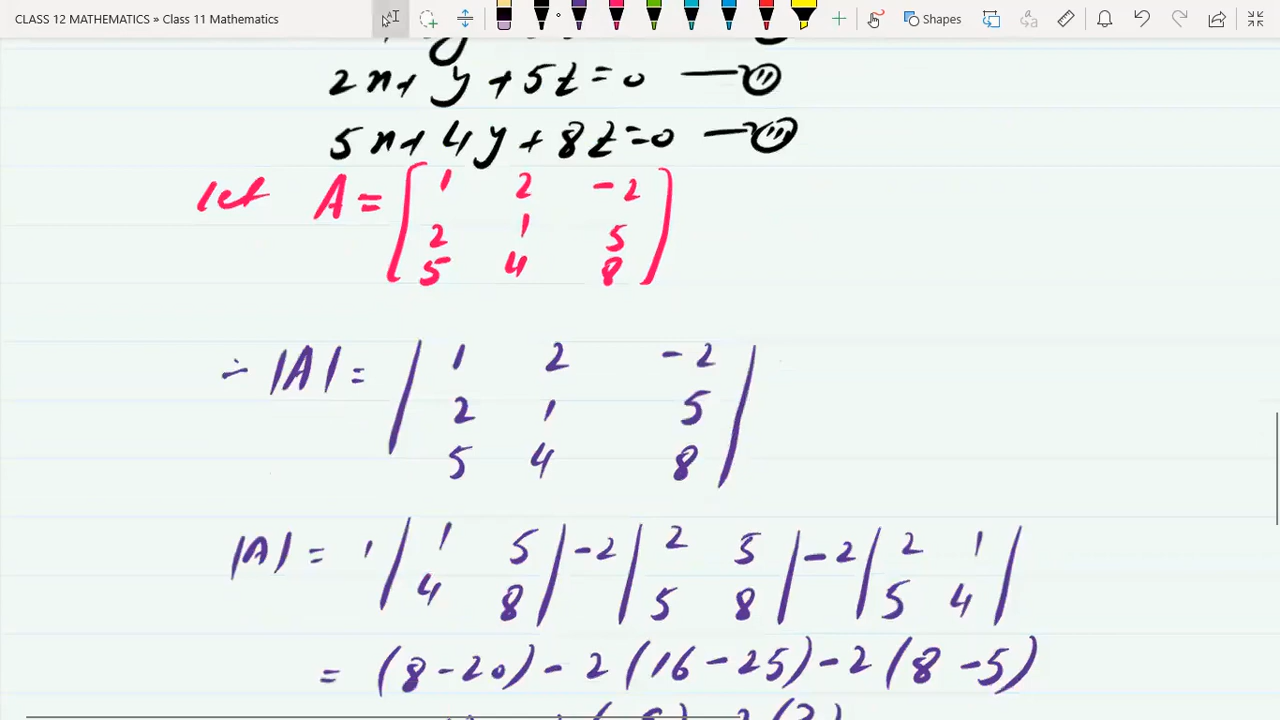 CLASS 12 MATHEMATICS » Class 11 Mathematics
Shapes
2x + y + 5z = 0 — (ii)
5x + 4y + 8z = 0 — (iii)
let A = [1 2 -2
2 1 5
5 4 8]
∴ |A| = |1 2 -2
2 1 5
5 4 8|
|A| = 1 |1 5; 4 8| - 2 |2 5; 5 8| - 2 |2 1; 5 4|
= (8 - 20) - 2 (16 - 25) - 2 (8 - 5)